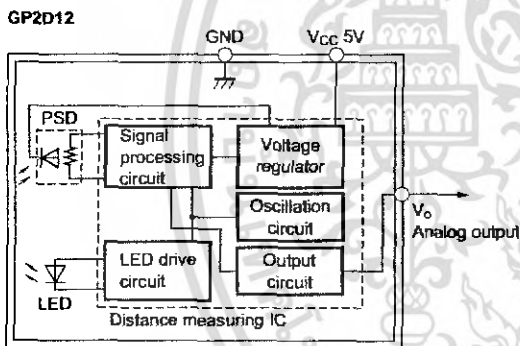 GP2D12
GND
VCC 5V
PSD
Signal
processing
circuit
Voltage
regulator
Oscillation
circuit
Vo
Analog output
LED drive
circuit
Output
circuit
LED
Distance measuring IC